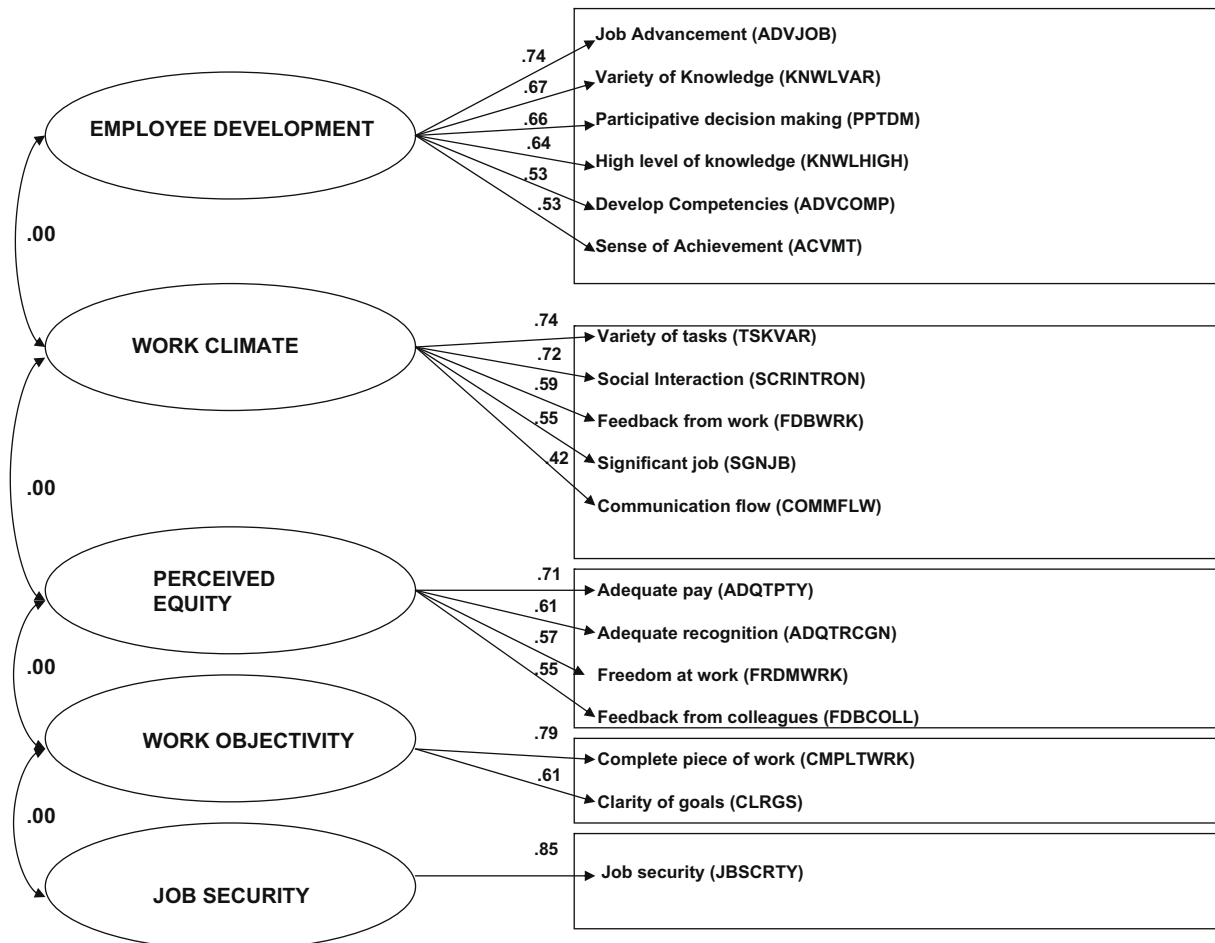 Job Advancement (ADVJOB)
.74
Variety of Knowledge (KNWLVAR)
.67
EMPLOYEE DEVELOPMENT
Participative decision making (PPTDM)
.66
.64
High level of knowledge (KNWLHIGH)
.53
Develop Competencies (ADVCOMP)
.53
Sense of Achievement (ACVMT)
.00
.74
Variety of tasks (TSKVAR)
WORK CLIMATE
.72
Social Interaction (SCRINTRON)
.59
Feedback from work (FDBWRK)
.55
Significant job (SGNJB)
.42
Communication flow (COMMFLW)
.00
.71
PERCEIVED
EQUITY
Adequate pay (ADQTPTY)
.61
Adequate recognition (ADQTRCGN)
.57
Freedom at work (FRDMWRK)
.55
Feedback from colleagues (FDBCOLL)
.00
.79
WORK OBJECTIVITY
Complete piece of work (CMPLTWRK)
.61
Clarity of goals (CLRGS)
.00
.85
Job security (JBSCRTY)
JOB SECURITY